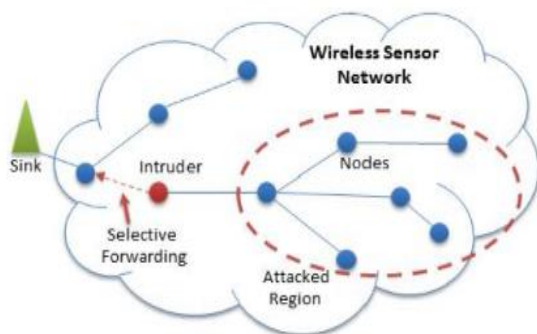 Wireless Sensor
Network
Sink
Intruder
Nodes
Selective
Forwarding
Attacked
Region